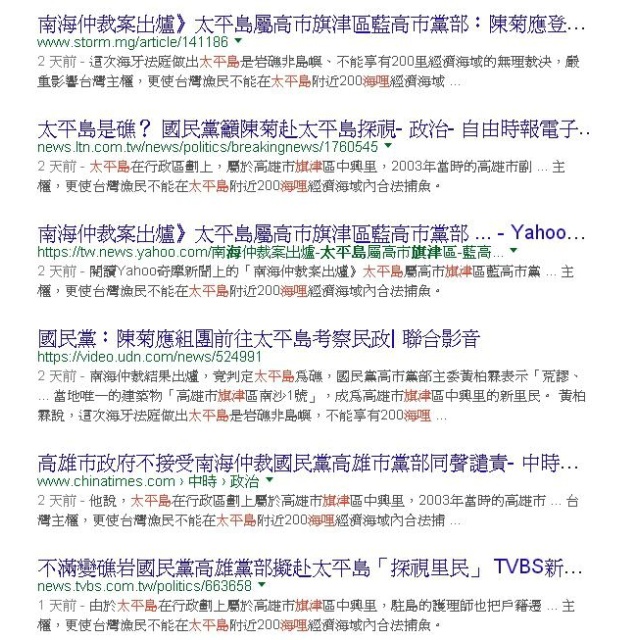 南海仲裁案出爐》太平島屬高市旗津區藍高市黨部：陳菊應登...
www.storm.mg/article/141186
2 天前 - 這次海牙法庭做出太平島是岩礁非島嶼、不能享有200里經濟海域的無理裁決，嚴
重影響台灣主權，更使台灣漁民不能在太平島附近200海哩經濟海域 ...
太平島是礁？ 國民黨籲陳菊赴太平島探視- 政治- 自由時報電子..
news.ltn.com.tw/news/politics/breakingnews/1760545
2 天前 - 太平島在行政區劃上，屬於高雄市旗津區中興里，2003年當時的高雄市副 ... 主
權，更使台灣漁民不能在太平島附近200海哩經濟海域內合法捕魚。
南海仲裁案出爐》太平島屬高市旗津區藍高市黨部 ... - Yahoo...
https://tw.news.yahoo.com/南海仲裁案出爐-太平島屬高市旗津區-藍高...
2 天前 - 閱讀Yahoo奇摩新聞上的「南海仲裁案出爐》太平島屬高市旗津區藍高市黨 ... 主
權，更使台灣漁民不能在太平島附近200海哩經濟海域內合法捕魚。
國民黨：陳菊應組團前往太平島考察民政| 聯合影音
https://video.udn.com/news/524991
2 天前 - 南海仲裁結果出爐，竟判定太平島為礁，國民黨高市黨部主委黃柏霖表示「荒謬、
... 當地唯一的建築物「高雄市旗津區南沙1號」，成為高雄市旗津區中興里的新里民。 黃柏
霖說，這次海牙法庭做出太平島是岩礁非島嶼，不能享有200海哩 ...
高雄市政府不接受南海仲裁國民黨高雄市黨部同聲譴責- 中時...
www.chinatimes.com › 中時 › 政治
2 天前 - 他說，太平島在行政區劃上屬於高雄市旗津區中興里，2003年當時的高雄市 ... 台
灣主權，更使台灣漁民不能在太平島附近200海哩經濟海域內合法捕 ...
不滿變礁岩國民黨高雄黨部擬赴太平島「探視里民」 TVBS新...
news.tvbs.com.tw/politics/663658
1 天前 - 由於太平島在行政劃上屬於高雄市旗津區中興里，駐島的護理師也把戶籍遷 ... 主
權，更使台灣漁民不能在太平島附近200海哩經濟海域內合法捕魚。